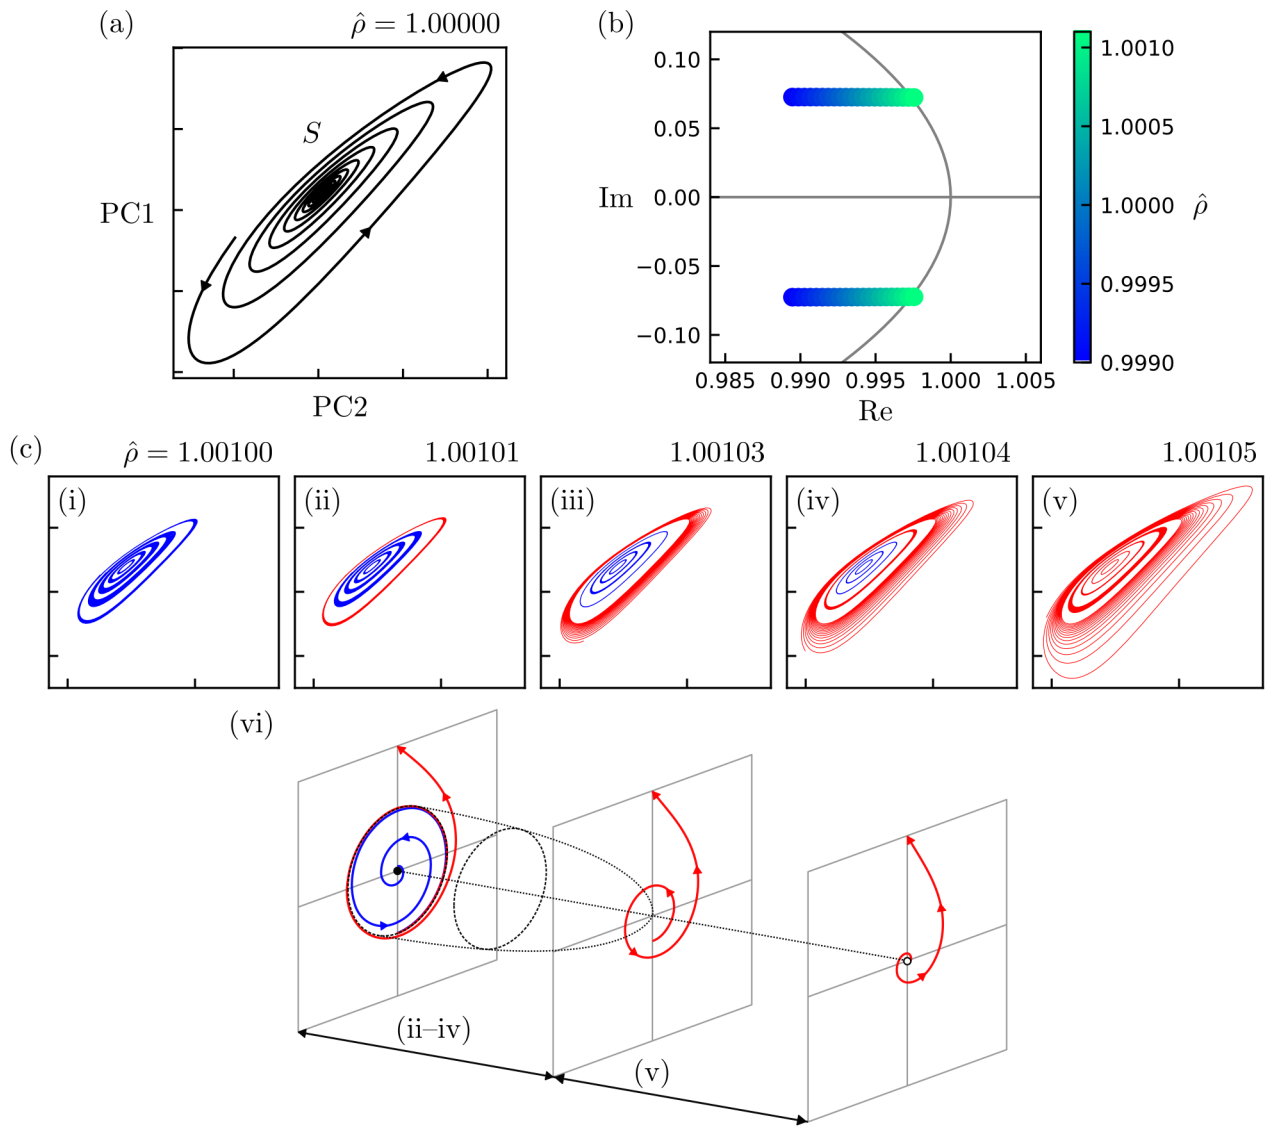 (a)
ρ̂ = 1.00000
S
PC1
PC2
(b)
0.10
0.05
0.00
−0.05
−0.10
Im
0.985 0.990 0.995 1.000 1.005
Re
1.0010
1.0005
1.0000
0.9995
0.9990
ρ̂
(c)
ρ̂ = 1.00100
1.00101
1.00103
1.00104
1.00105
(i)
(ii)
(iii)
(iv)
(v)
(vi)
(ii–iv)
(v)